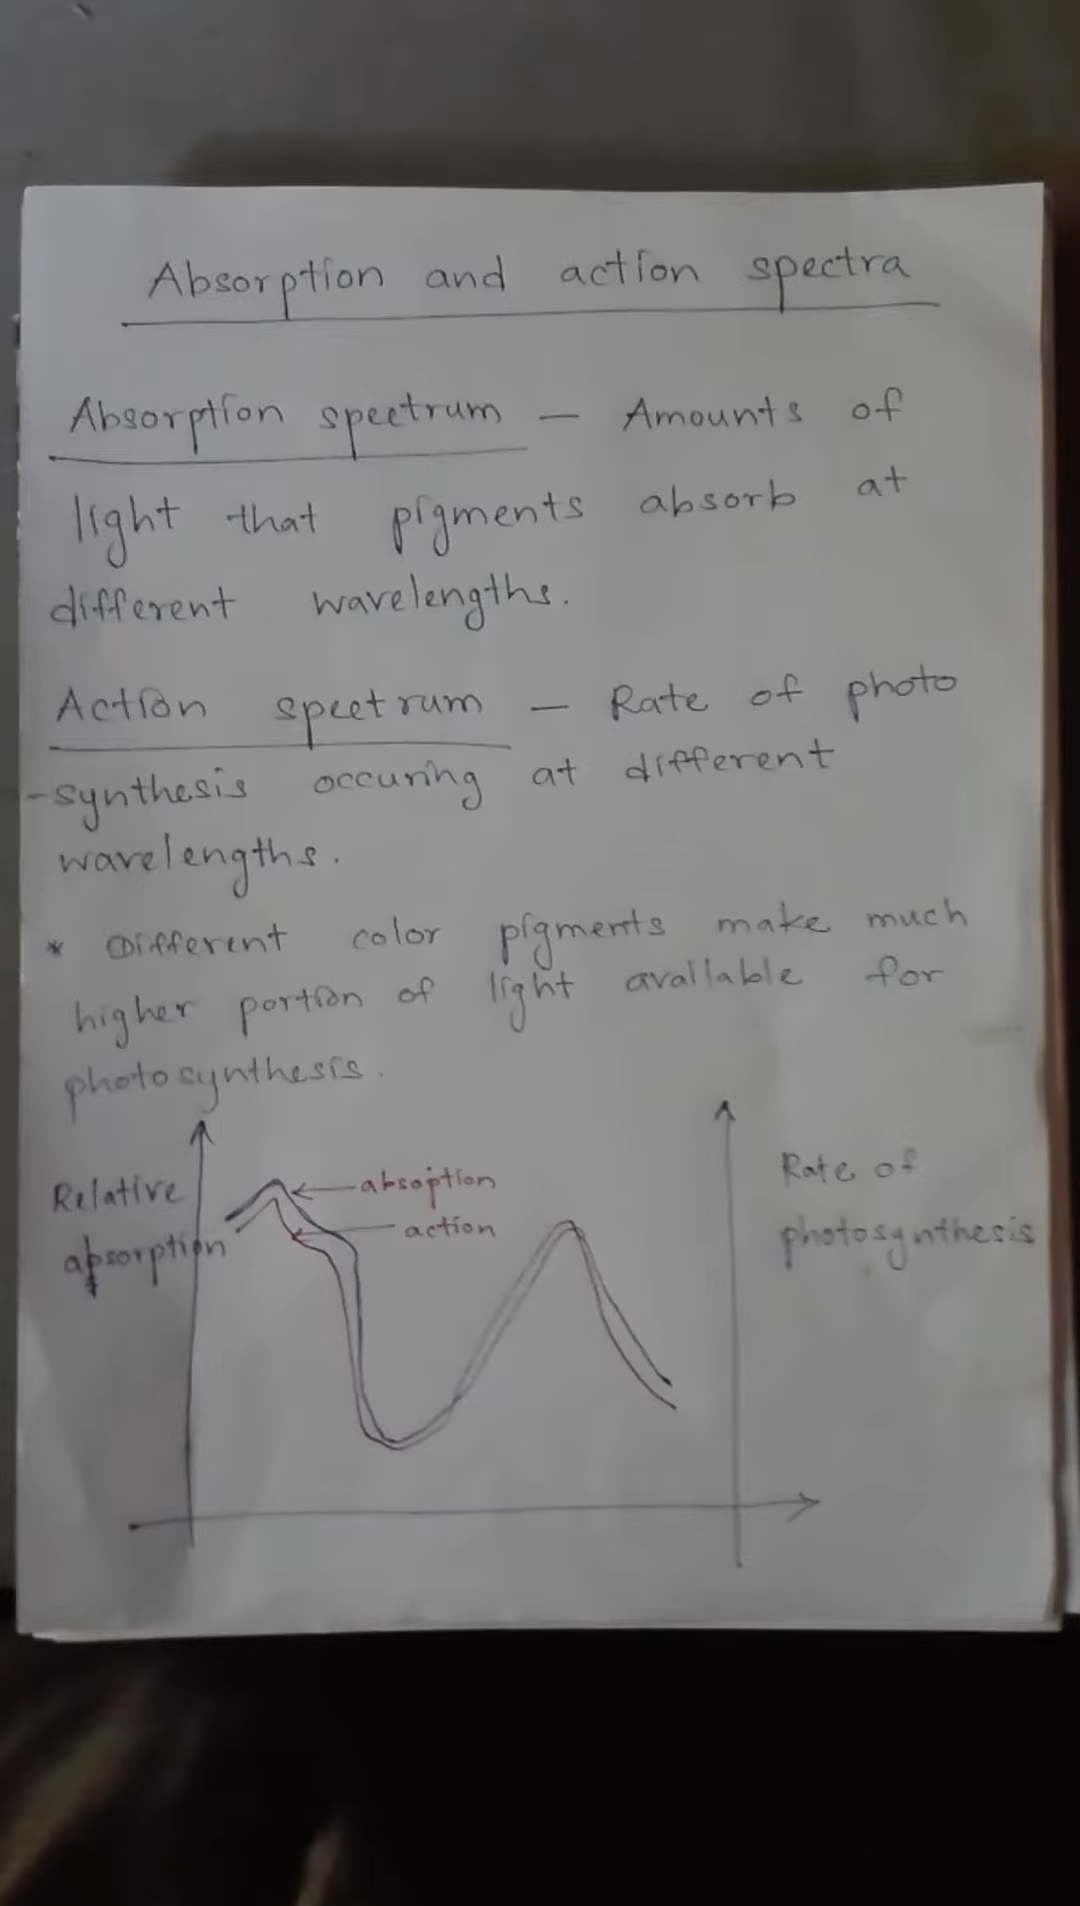 Absorption and action spectra
Absorption spectrum — Amounts of
light that pigments absorb at
different wavelengths.
Action spectrum — Rate of photo
-synthesis occuring at different
wavelengths.
* Different color pigments make much
higher portion of light available for
photosynthesis.
Relative
absorption
absoption
action
Rate of
photosynthesis